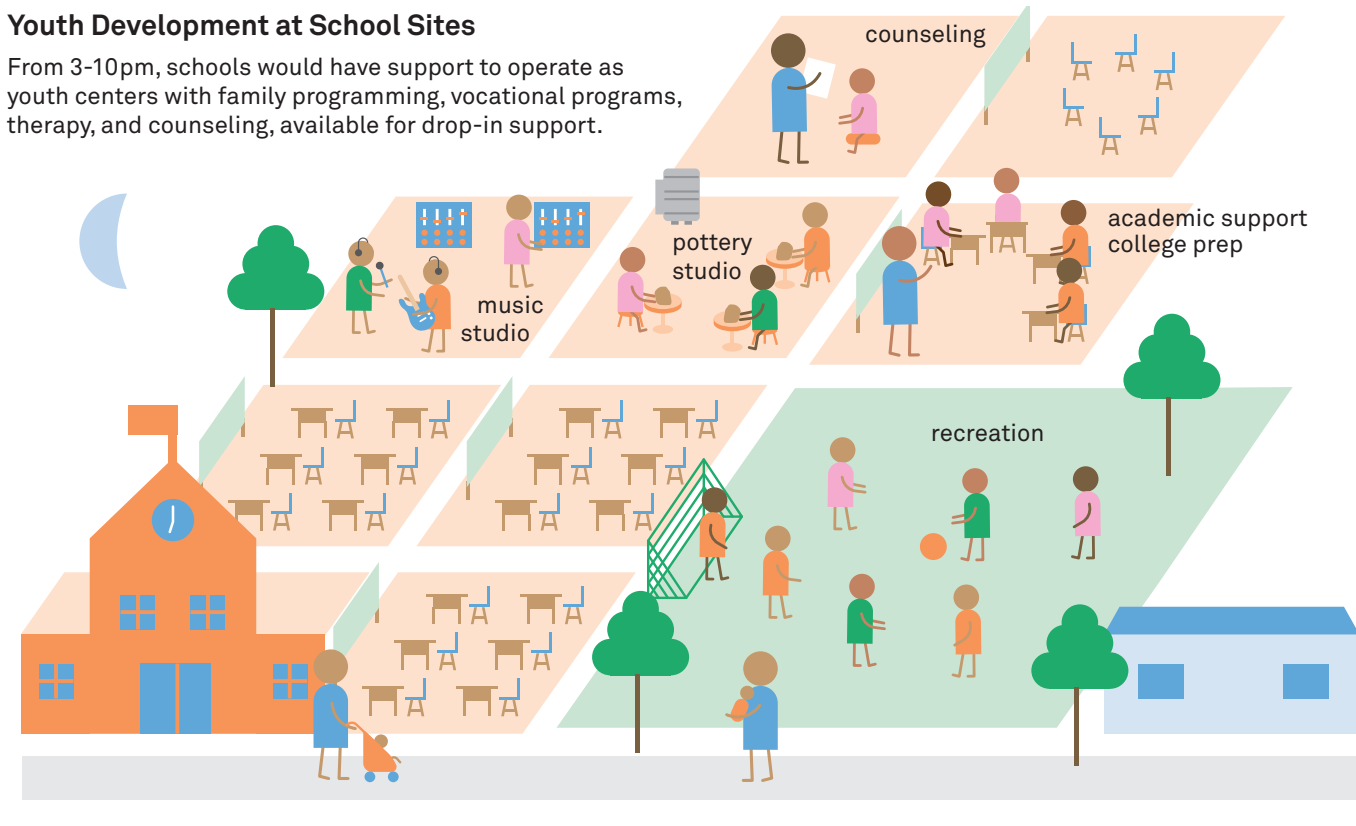 Youth Development at School Sites
From 3-10pm, schools would have support to operate as
youth centers with family programming, vocational programs,
therapy, and counseling, available for drop-in support.
counseling
academic support
college prep
pottery
studio
music
studio
recreation